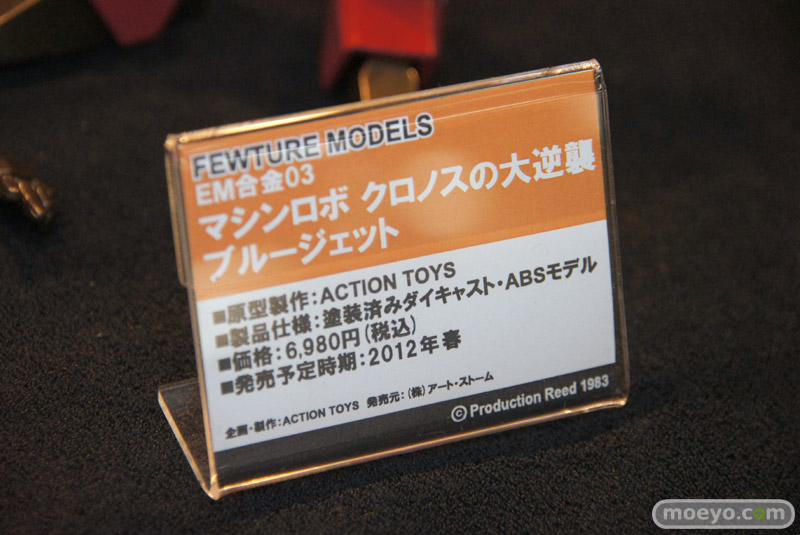 FEWTURE MODELS
EM合金03
マシンロボ クロノスの大逆襲
ブルージェット
■原型製作：ACTION TOYS
■製品仕様：塗装済みダイキャスト・ABSモデル
■価格：6,980円（税込）
■発売予定時期：2012年春
企画・製作：ACTION TOYS 発売元：（株）アート・ストーム
© Production Reed 1983
moeyo.com